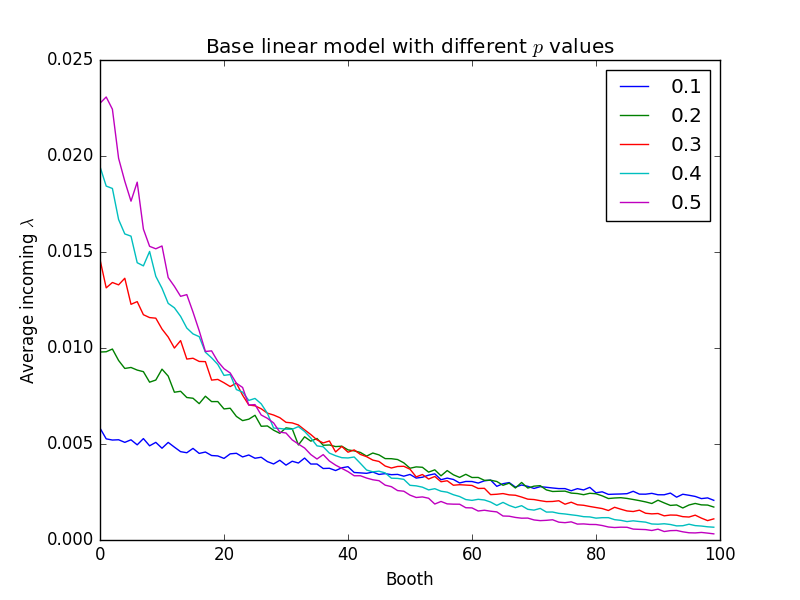 Base linear model with different p values
0.025
0.020
0.015
0.010
0.005
0.000
Average incoming λ
0.1
0.2
0.3
0.4
0.5
0 20 40 60 80 100
Booth